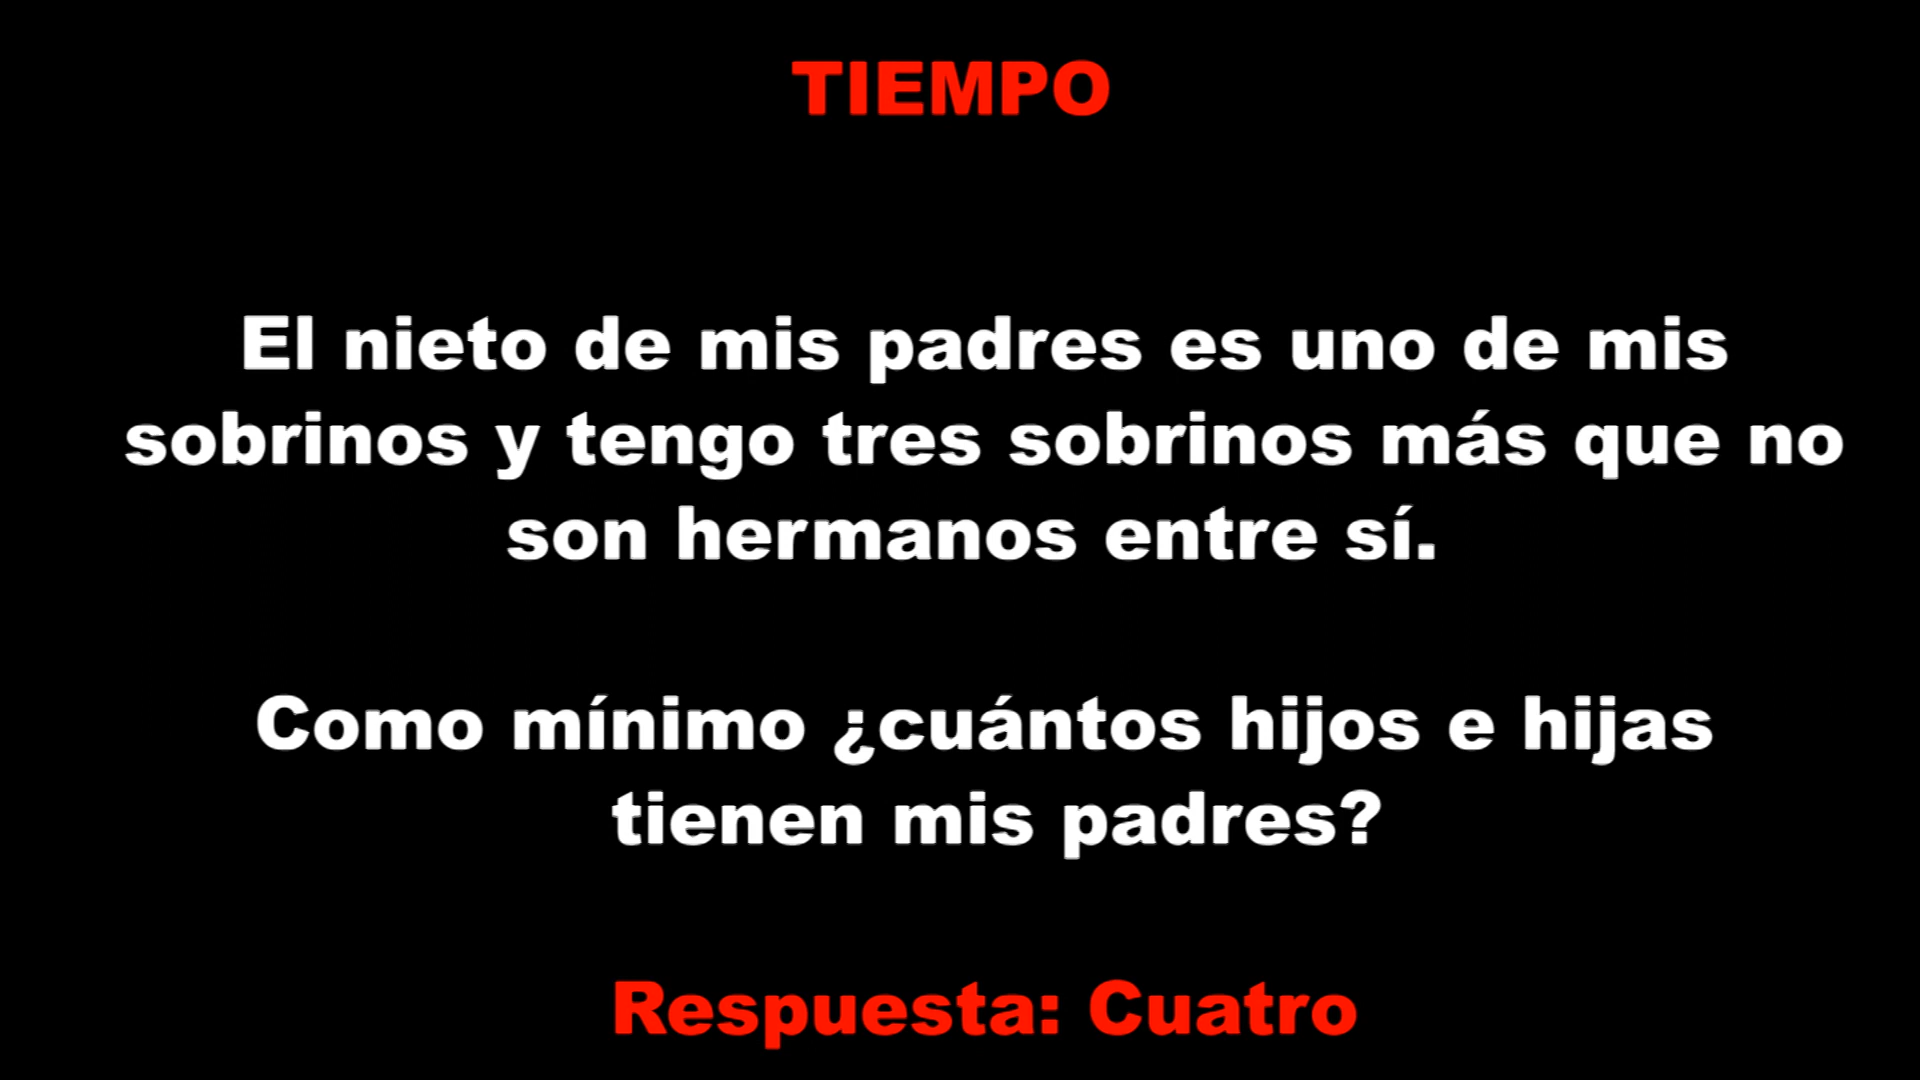 TIEMPO
El nieto de mis padres es uno de mis
sobrinos y tengo tres sobrinos más que no
son hermanos entre sí.
Como mínimo ¿cuántos hijos e hijas
tienen mis padres?
Respuesta: Cuatro